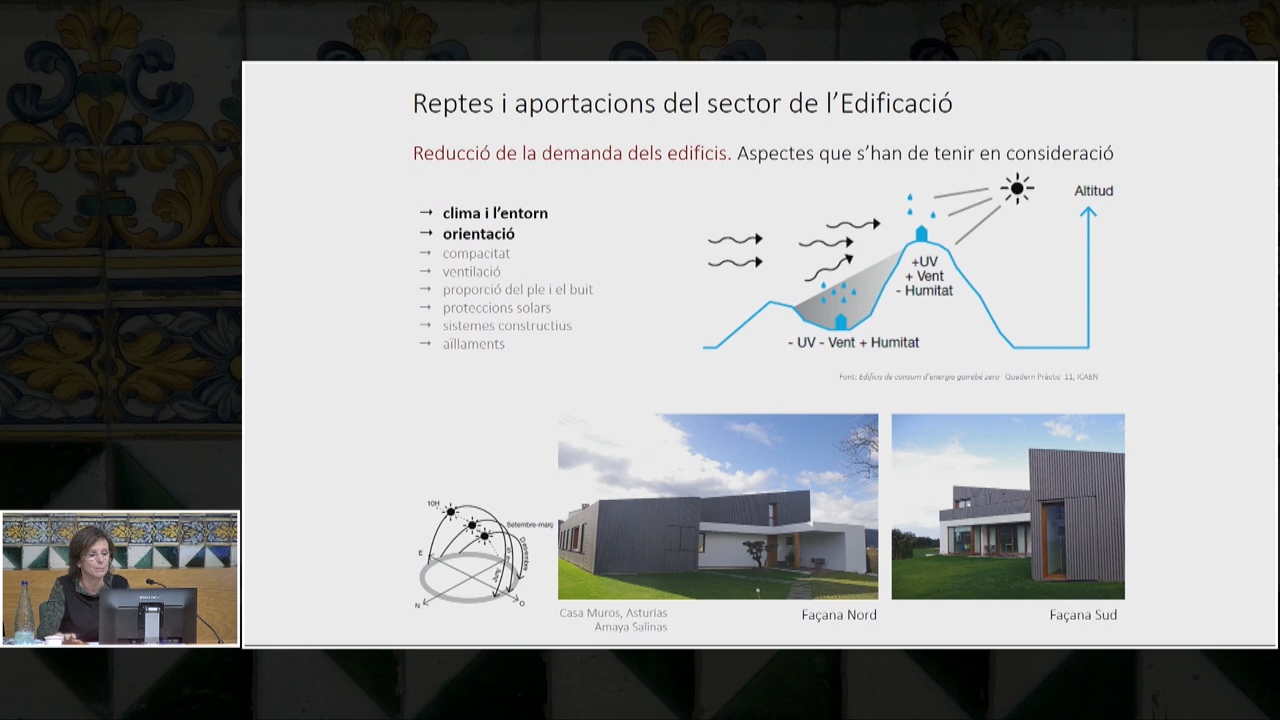 Reptes i aportacions del sector de l'Edificació
Reducció de la demanda dels edificis. Aspectes que s'han de tenir en consideració
→ clima i l'entorn
→ orientació
→ compacitat
→ ventilació
→ proporció del ple i el buit
→ proteccions solars
→ sistemes constructius
→ aïllaments
Altitud
+UV
+ Vent
- Humitat
- UV - Vent + Humitat
Font: Edificis de consum d'energia gairebé zero Quadern Pràctic 11, ICAEN
10H
Setembre-març
Desembre
Juny
E
N
O
Casa Muros, Asturias
Amaya Salinas
Façana Nord
Façana Sud